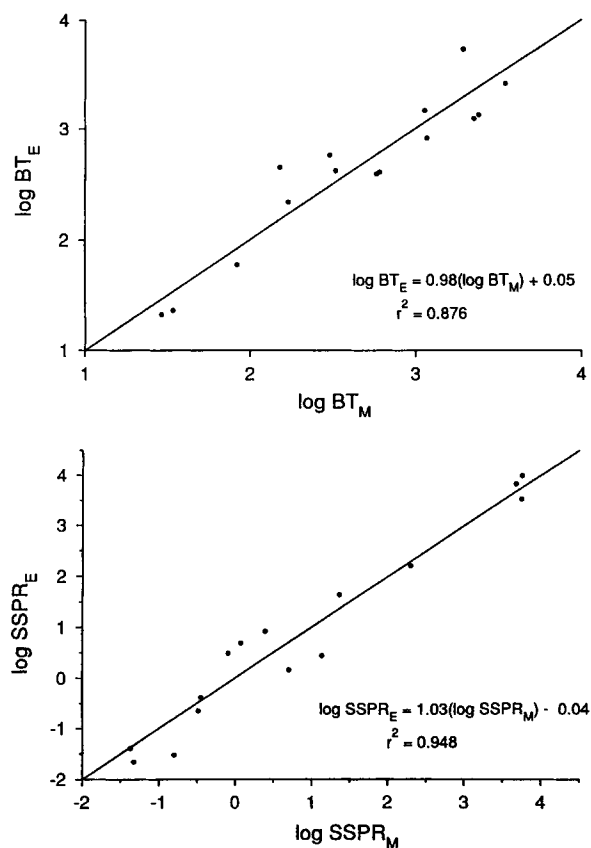 4
3
2
1
log BT_E
log BT_E = 0.98(log BT_M) + 0.05
r^2 = 0.876
1 2 3 4
log BT_M
4
3
2
1
0
-1
-2
log SSPR_E
log SSPR_E = 1.03(log SSPR_M) - 0.04
r^2 = 0.948
-2 -1 0 1 2 3 4
log SSPR_M